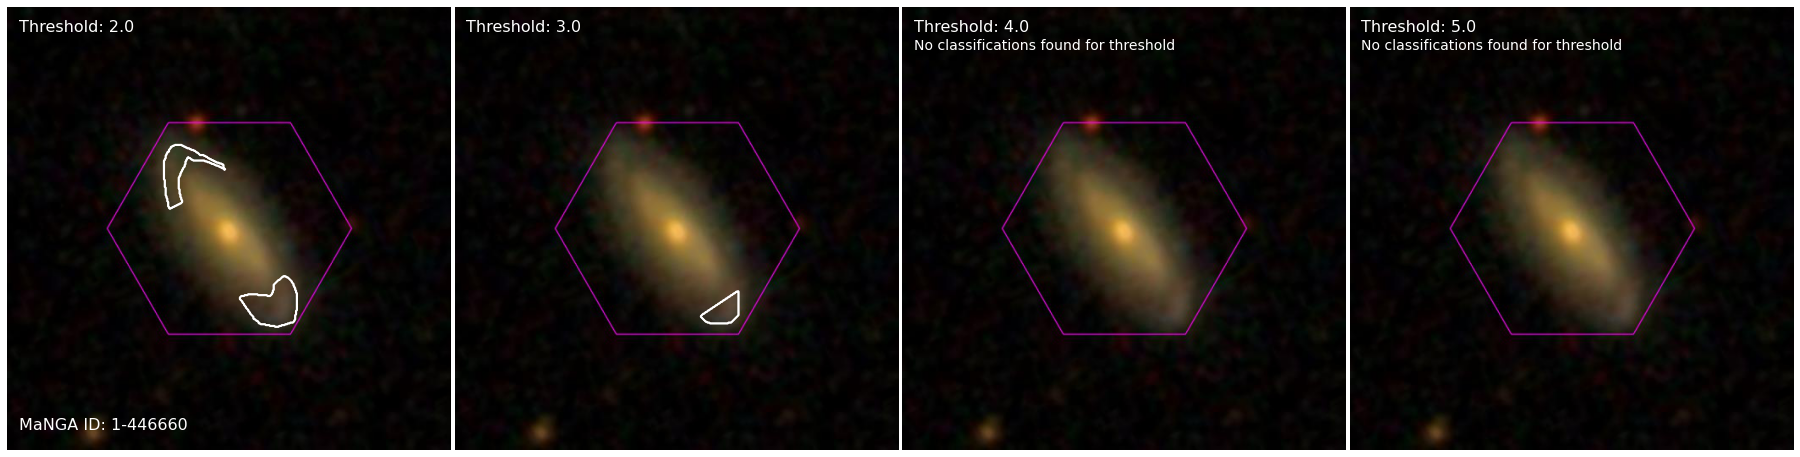 Threshold: 2.0
MaNGA ID: 1-446660
Threshold: 3.0
Threshold: 4.0
No classifications found for threshold
Threshold: 5.0
No classifications found for threshold